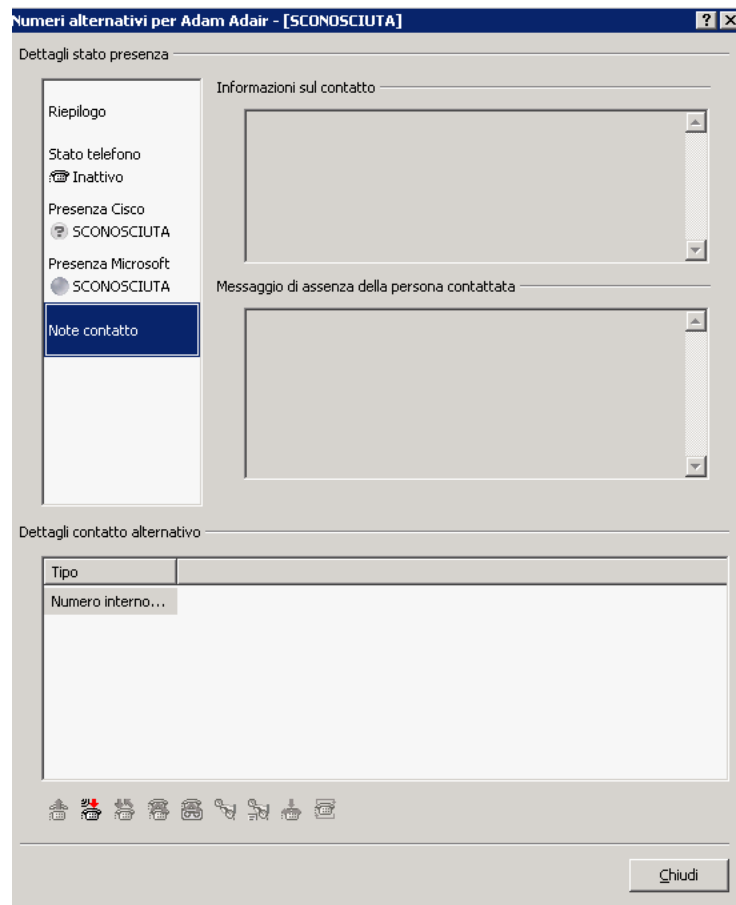 Numeri alternativi per Adam Adair - [SCONOSCIUTA]
Dettagli stato presenza
Riepilogo
Stato telefono
Inattivo
Presenza Cisco
SCONOSCIUTA
Presenza Microsoft
SCONOSCIUTA
Note contatto
Informazioni sul contatto
Messaggio di assenza della persona contattata
Dettagli contatto alternativo
Tipo
Numero interno...
Chiudi